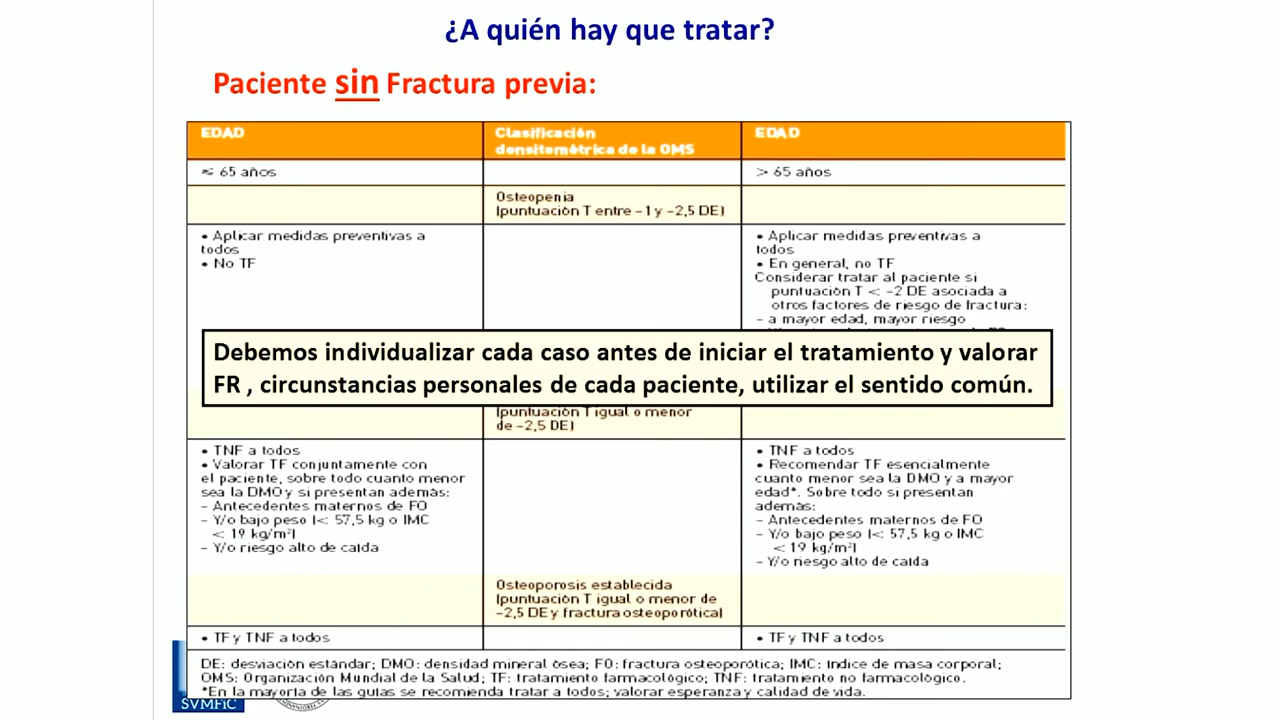 ¿A quién hay que tratar?
Paciente sin Fractura previa:
EDAD
Clasificación
densitométrica de la OMS
EDAD
≤ 65 años
> 65 años
Osteopenia
(puntuación T entre –1 y –2,5 DE)
• Aplicar medidas preventivas a
todos
• No TF
• Aplicar medidas preventivas a
todos
• En general, no TF
Considerar tratar al paciente si
puntuación T < –2 DE asociada a
otros factores de riesgo de fractura:
– a mayor edad, mayor riesgo
Debemos individualizar cada caso antes de iniciar el tratamiento y valorar
FR , circunstancias personales de cada paciente, utilizar el sentido común.
(puntuación T igual o menor
de –2,5 DE)
• TNF a todos
• Valorar TF conjuntamente con
el paciente, sobre todo cuanto menor
sea la DMO y si presentan además:
– Antecedentes maternos de FO
– Y/o bajo peso (< 57,5 kg o IMC
< 19 kg/m²)
– Y/o riesgo alto de caída
• TNF a todos
• Recomendar TF esencialmente
cuanto menor sea la DMO y a mayor
edad*. Sobre todo si presentan
además:
– Antecedentes maternos de FO
– Y/o bajo peso (< 57,5 kg o IMC
< 19 kg/m²)
– Y/o riesgo alto de caída
Osteoporosis establecida
(puntuación T igual o menor de
–2,5 DE y fractura osteoporótica)
• TF y TNF a todos
• TF y TNF a todos
DE: desviación estándar; DMO: densidad mineral ósea; FO: fractura osteoporótica; IMC: índice de masa corporal;
OMS: Organización Mundial de la Salud; TF: tratamiento farmacológico; TNF: tratamiento no farmacológico.
*En la mayoría de las guías se recomienda tratar a todos; valorar esperanza y calidad de vida.
SVMFiC